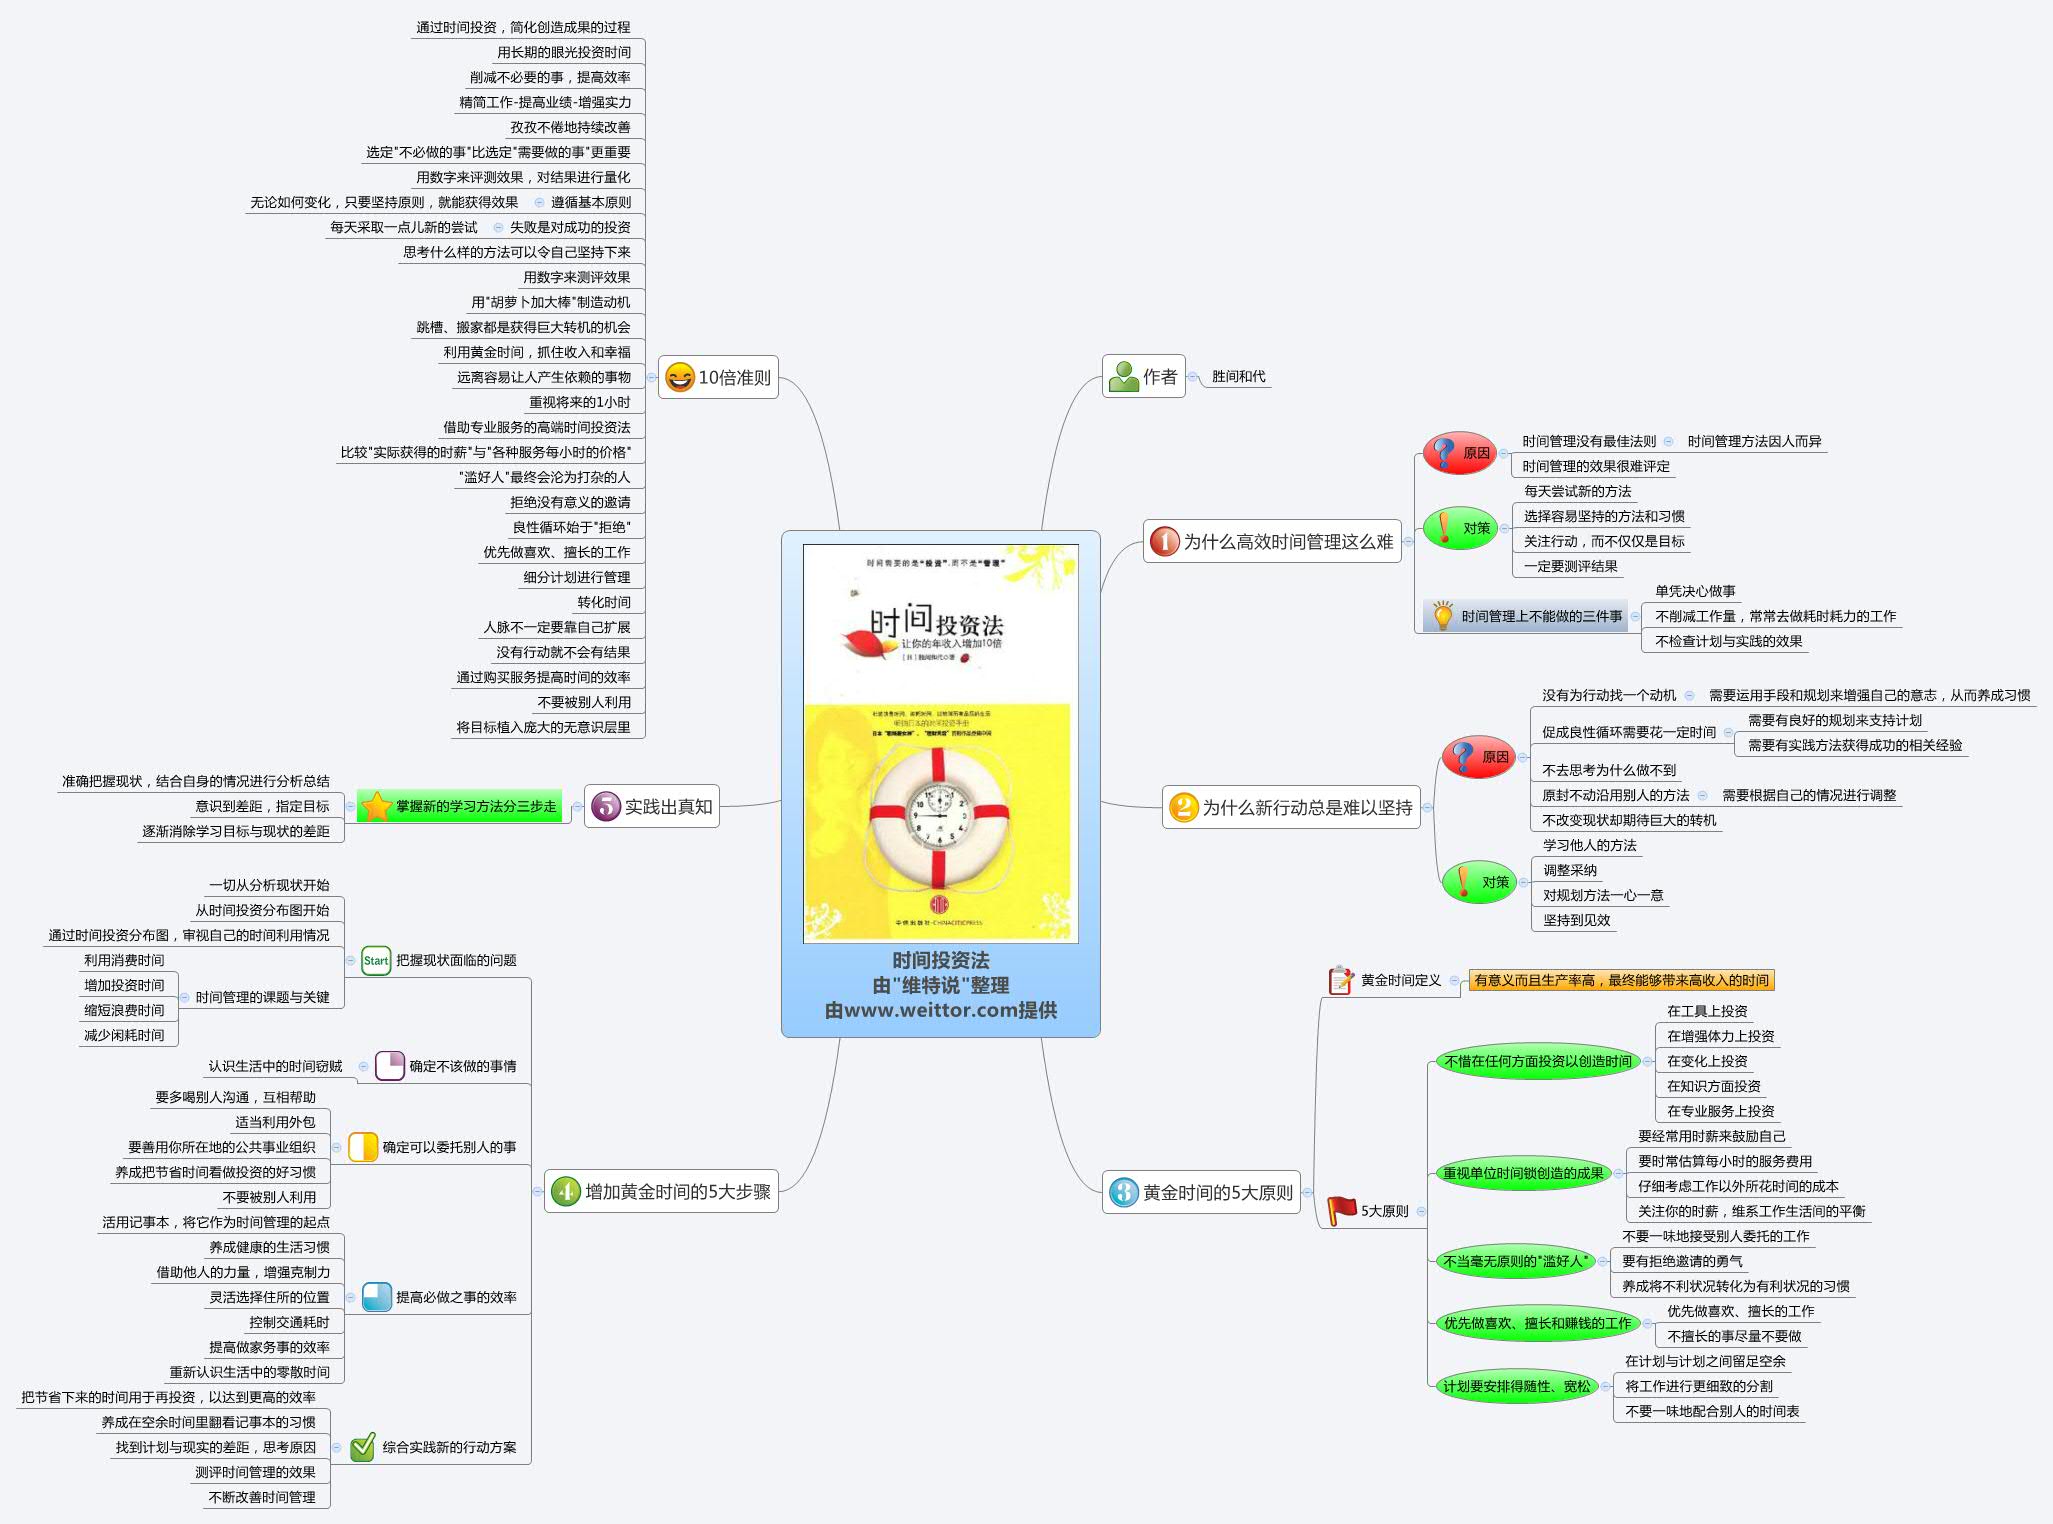 时间需要的是"投资"，而不是"管理"
时间投资法
让你的年收入增加10倍
中信出版社·CHINACITICPRESS
时间投资法
由"维特说"整理
由www.weittor.com提供
作者
胜间和代
1
为什么高效时间管理这么难
原因
时间管理没有最佳法则
时间管理方法因人而异
时间管理的效果很难评定
对策
每天尝试新的方法
选择容易坚持的方法和习惯
关注行动，而不仅仅是目标
一定要测评结果
时间管理上不能做的三件事
单凭决心做事
不削减工作量，常常去做耗时耗力的工作
不检查计划与实践的效果
2
为什么新行动总是难以坚持
原因
没有为行动找一个动机
需要运用手段和规划来增强自己的意志，从而养成习惯
促成良性循环需要花一定时间
需要有良好的规划来支持计划
需要有实践方法获得成功的相关经验
不去思考为什么做不到
原封不动沿用别人的方法
需要根据自己的情况进行调整
不改变现状却期待巨大的转机
对策
学习他人的方法
调整采纳
对规划方法一心一意
坚持到见效
3
黄金时间的5大原则
黄金时间定义
有意义而且生产率高，最终能够带来高收入的时间
5大原则
不惜在任何方面投资以创造时间
在工具上投资
在增强体力上投资
在变化上投资
在知识方面投资
在专业服务上投资
重视单位时间锁创造的成果
要经常用时薪来鼓励自己
要时常估算每小时的服务费用
仔细考虑工作以外所花时间的成本
关注你的时薪，维系工作生活间的平衡
不当毫无原则的"滥好人"
不要一味地接受别人委托的工作
要有拒绝邀请的勇气
养成将不利状况转化为有利状况的习惯
优先做喜欢、擅长和赚钱的工作
优先做喜欢、擅长的工作
不擅长的事尽量不要做
计划要安排得随性、宽松
在计划与计划之间留足空余
将工作进行更细致的分割
不要一味地配合别人的时间表
4
增加黄金时间的5大步骤
Start
把握现状面临的问题
一切从分析现状开始
从时间投资分布图开始
通过时间投资分布图，审视自己的时间利用情况
时间管理的课题与关键
利用消费时间
增加投资时间
缩短浪费时间
减少闲耗时间
确定不该做的事情
认识生活中的时间窃贼
确定可以委托别人的事
要多喝别人沟通，互相帮助
适当利用外包
要善用你所在地的公共事业组织
养成把节省时间看做投资的好习惯
不要被别人利用
提高必做之事的效率
活用记事本，将它作为时间管理的起点
养成健康的生活习惯
借助他人的力量，增强克制力
灵活选择住所的位置
控制交通耗时
提高做家务事的效率
重新认识生活中的零散时间
综合实践新的行动方案
把节省下来的时间用于再投资，以达到更高的效率
养成在空余时间里翻看记事本的习惯
找到计划与现实的差距，思考原因
测评时间管理的效果
不断改善时间管理
5
实践出真知
掌握新的学习方法分三步走
准确把握现状，结合自身的情况进行分析总结
意识到差距，指定目标
逐渐消除学习目标与现状的差距
10倍准则
通过时间投资，简化创造成果的过程
用长期的眼光投资时间
削减不必要的事，提高效率
精简工作-提高业绩-增强实力
孜孜不倦地持续改善
选定"不必做的事"比选定"需要做的事"更重要
用数字来评测效果，对结果进行量化
遵循基本原则
无论如何变化，只要坚持原则，就能获得效果
失败是对成功的投资
每天采取一点儿新的尝试
思考什么样的方法可以令自己坚持下来
用数字来测评效果
用"胡萝卜加大棒"制造动机
跳槽、搬家都是获得巨大转机的机会
利用黄金时间，抓住收入和幸福
远离容易让人产生依赖的事物
重视将来的1小时
借助专业服务的高端时间投资法
比较"实际获得的时薪"与"各种服务每小时的价格"
"滥好人"最终会沦为打杂的人
拒绝没有意义的邀请
良性循环始于"拒绝"
优先做喜欢、擅长的工作
细分计划进行管理
转化时间
人脉不一定要靠自己扩展
没有行动就不会有结果
通过购买服务提高时间的效率
不要被别人利用
将目标植入庞大的无意识层里